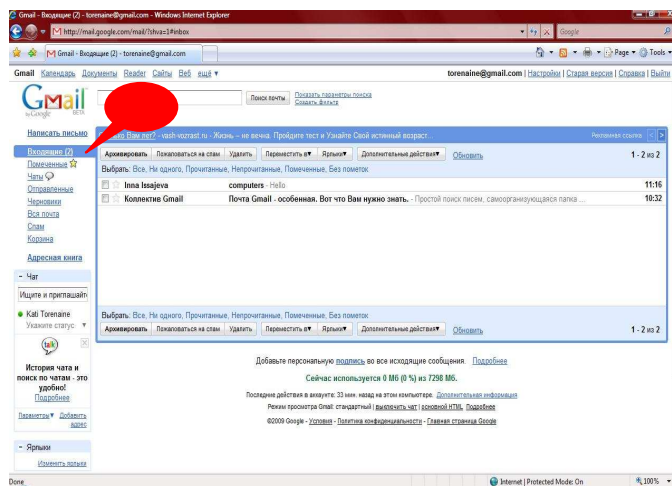 Gmail - Входящие (2) - torenaine@gmail.com - Windows Internet Explorer
http://mail.google.com/mail/?shva=1#inbox
Google
Gmail - Входящие (2) - torenaine@gmail.com
Page Tools
Gmail Календарь Документы Reader Сайты Веб ещё ▼
torenaine@gmail.com | Настройки | Старая версия | Справка | Выйти
Gmail
by Google BETA
Поиск почты
Показать параметры поиска
Создать фильтр
Написать письмо
Входящие (2)
Помеченные
Чаты
Отправленные
Черновики
Вся почта
Спам
Корзина
Адресная книга
Вам лет? - vash-vozrast.ru - Жизнь – не вечна. Пройдите тест и Узнайте Свой истинный возраст...
Рекламная ссылка < >
Архивировать Пожаловаться на спам Удалить Переместить в▼ Ярлыки▼ Дополнительные действия▼ Обновить 1 - 2 из 2
Выбрать: Все, Ни одного, Прочитанные, Непрочитанные, Помеченные, Без пометок
Inna Issajeva computers - Hello 11:16
Коллектив Gmail Почта Gmail - особенная. Вот что Вам нужно знать. - Простой поиск писем, самоорганизующаяся папка ... 10:32
− Чат
Ищите и приглашайте
Kati Torenaine
Укажите статус ▼
talk
История чата и
поиск по чатам - это
удобно!
Подробнее
Параметры▼ Добавить
адрес
− Ярлыки
Изменить ярлыки
Выбрать: Все, Ни одного, Прочитанные, Непрочитанные, Помеченные, Без пометок
Архивировать Пожаловаться на спам Удалить Переместить в▼ Ярлыки▼ Дополнительные действия▼ Обновить 1 - 2 из 2
Добавьте персональную подпись во все исходящие сообщения. Подробнее
Сейчас используется 0 Мб (0 %) из 7298 Мб.
Последние действия в аккаунте: 33 мин. назад на этом компьютере. Дополнительная информация
Режим просмотра Gmail: стандартный | выключить чат | основной HTML Подробнее
©2009 Google - Условия - Политика конфиденциальности - Главная страница Google
Done
Internet | Protected Mode: On
100%